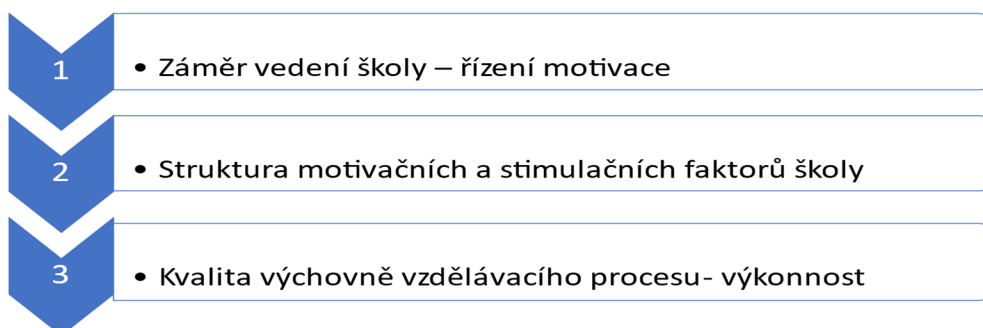 1
• Záměr vedení školy – řízení motivace
2
• Struktura motivačních a stimulačních faktorů školy
3
• Kvalita výchovně vzdělávacího procesu- výkonnost